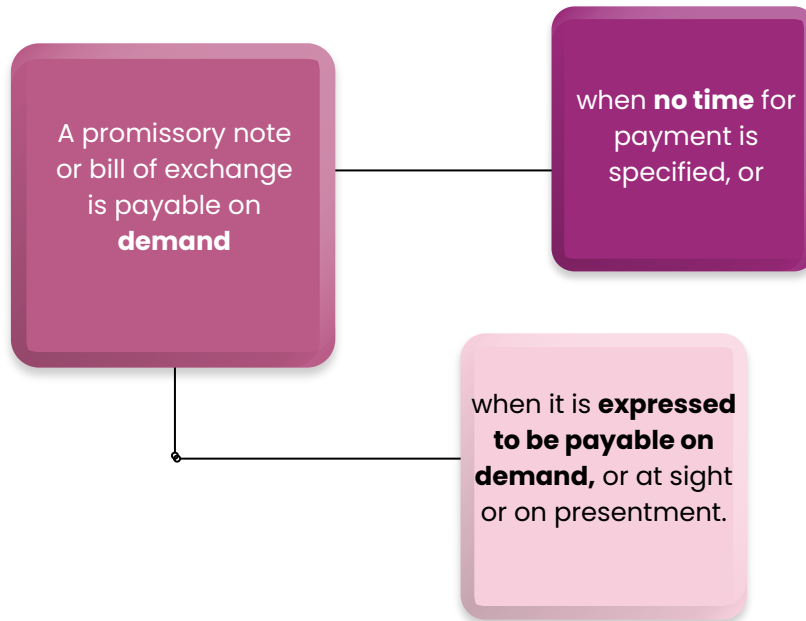 A promissory note
or bill of exchange
is payable on
demand
when no time for
payment is
specified, or
when it is expressed
to be payable on
demand, or at sight
or on presentment.